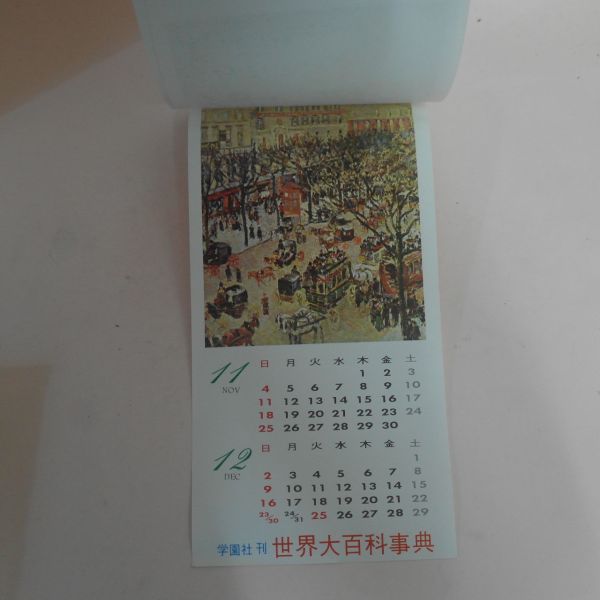 11
NOV
日 月 火 水 木 金 土
1 2 3
4 5 6 7 8 9 10
11 12 13 14 15 16 17
18 19 20 21 22 23 24
25 26 27 28 29 30
12
DEC
日 月 火 水 木 金 土
1
2 3 4 5 6 7 8
9 10 11 12 13 14 15
16 17 18 19 20 21 22
23/30 24/31 25 26 27 28 29
学園社 刊 世界大百科事典